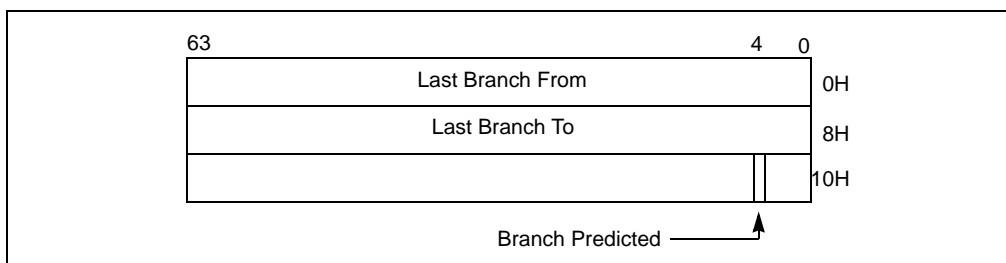 63 4 0
Last Branch From 0H
Last Branch To 8H
10H
Branch Predicted